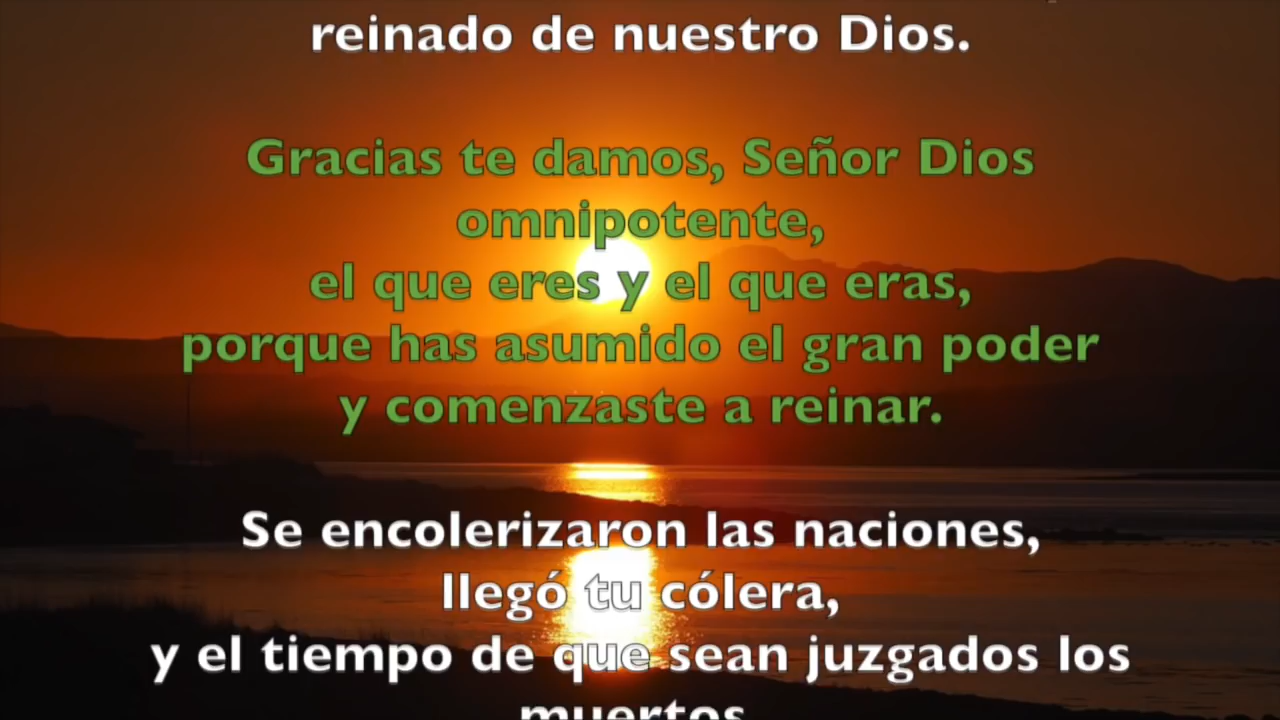 reinado de nuestro Dios.
Gracias te damos, Señor Dios
omnipotente,
el que eres y el que eras,
porque has asumido el gran poder
y comenzaste a reinar.
Se encolerizaron las naciones,
llegó tu cólera,
y el tiempo de que sean juzgados los
muertos